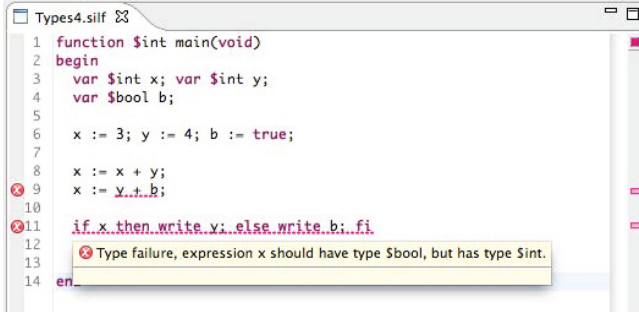 Types4.silf
1 function $int main(void)
2 begin
3 var $int x; var $int y;
4 var $bool b;
5
6 x := 3; y := 4; b := true;
7
8 x := x + y;
9 x := y + b;
10
11 if x then write y; else write b; fi
12 Type failure, expression x should have type $bool, but has type $int.
13
14 en